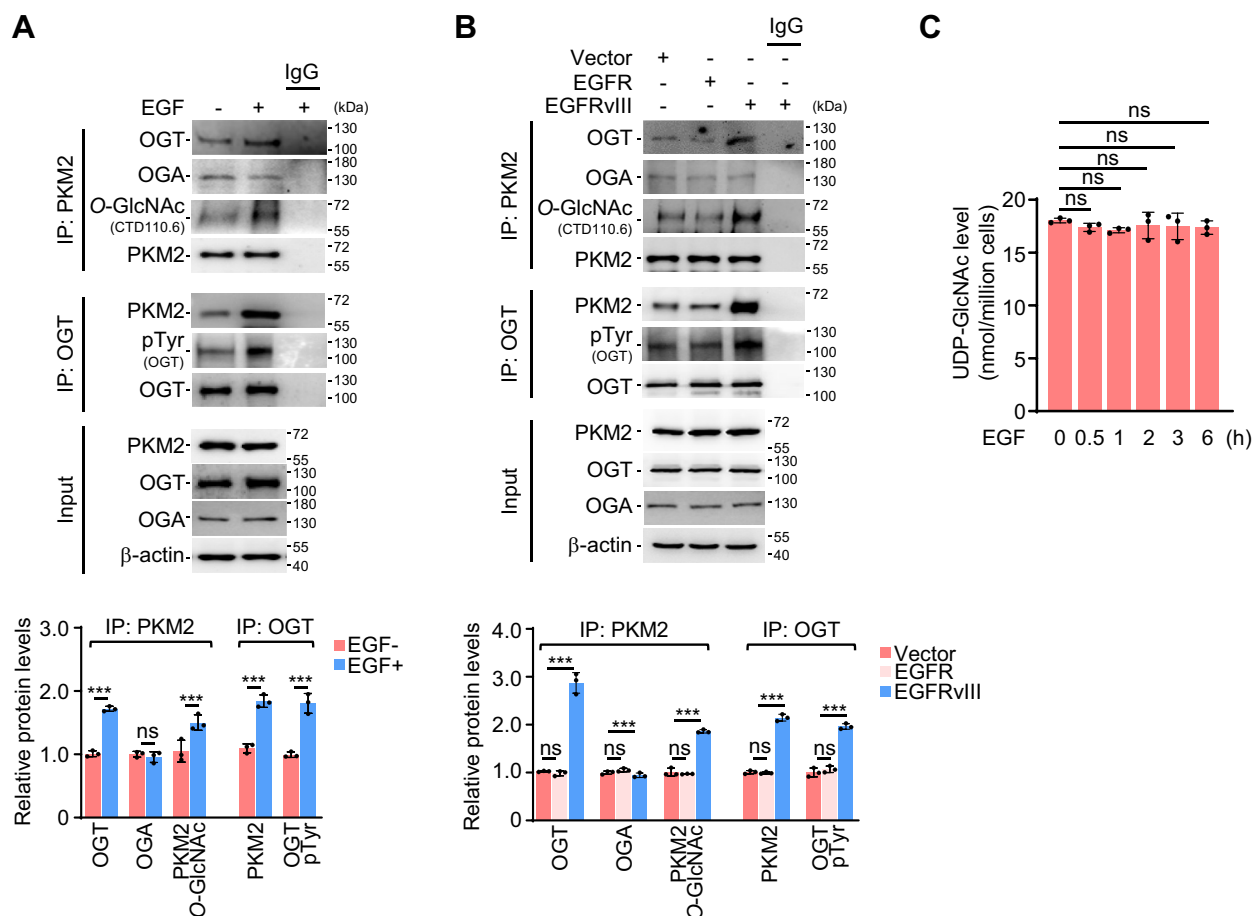 A
IgG
EGF - + + (kDa)
IP: PKM2
OGT 130 100
OGA 180 130
O-GlcNAc (CTD110.6) 72 55
PKM2 72 55
IP: OGT
PKM2 72 55
pTyr (OGT) 130 100
OGT 130 100
Input
PKM2 72 55
OGT 130 100
OGA 180 130
β-actin 55 40
Relative protein levels
3.0
2.0
1.0
0
IP: PKM2 IP: OGT
EGF-
EGF+
*** ns *** *** ***
OGT OGA PKM2 O-GlcNAc PKM2 OGT pTyr
B
IgG
Vector + - - -
EGFR - + - -
EGFRvIII - - + + (kDa)
IP: PKM2
OGT 130 100
OGA 180 130
O-GlcNAc (CTD110.6) 72 55
PKM2 72 55
IP: OGT
PKM2 72 55
pTyr (OGT) 130 100
OGT 130 100
Input
PKM2 72 55
OGT 130 100
OGA 130
β-actin 55 40
Relative protein levels
4.0
3.0
2.0
1.0
0
IP: PKM2 IP: OGT
Vector
EGFR
EGFRvIII
*** *** *** *** ***
ns ns ns ns ns
OGT OGA PKM2 O-GlcNAc PKM2 OGT pTyr
C
ns
ns
ns
ns
ns
UDP-GlcNAc level
(nmol/million cells)
20
15
10
5
0
EGF 0 0.5 1 2 3 6 (h)